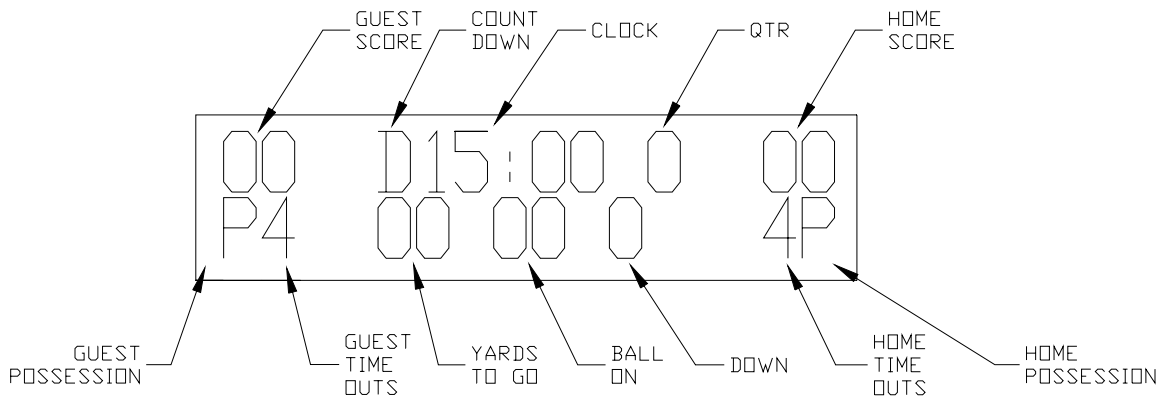 GUEST
SCORE
COUNT
DOWN
CLOCK
QTR
HOME
SCORE
00 D15:00 0 00
P4 00 00 0 4P
GUEST
POSSESSION
GUEST
TIME
OUTS
YARDS
TO GO
BALL
ON
DOWN
HOME
TIME
OUTS
HOME
POSSESSION